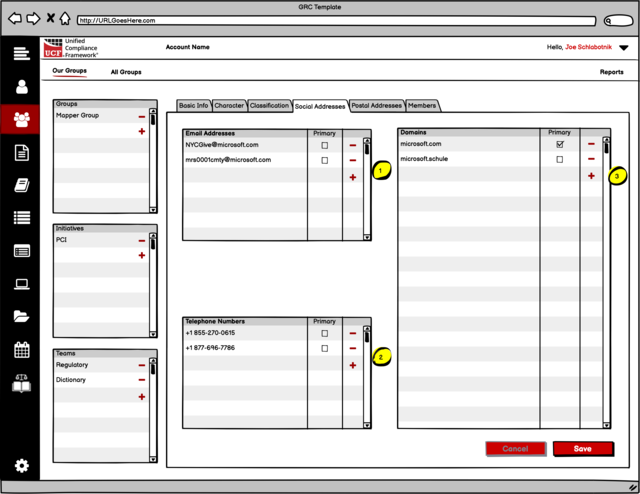 GRC Template
http://URLGoesHere.com
UCF
Unified
Compliance
Framework™
Account Name
Hello, Joe Schlabotnik
Our Groups
All Groups
Reports
Groups
Mapper Group
Initiatives
PCI
Teams
Regulatory
Dictionary
Basic Info
Character
Classification
Social Addresses
Postal Addresses
Members
Email Addresses
Primary
NYCGive@microsoft.com
mrs0001cmty@microsoft.com
1
Telephone Numbers
Primary
+1 855-270-0615
+1 877-696-7786
2
Domains
Primary
microsoft.com
microsoft.schule
3
Cancel
Save